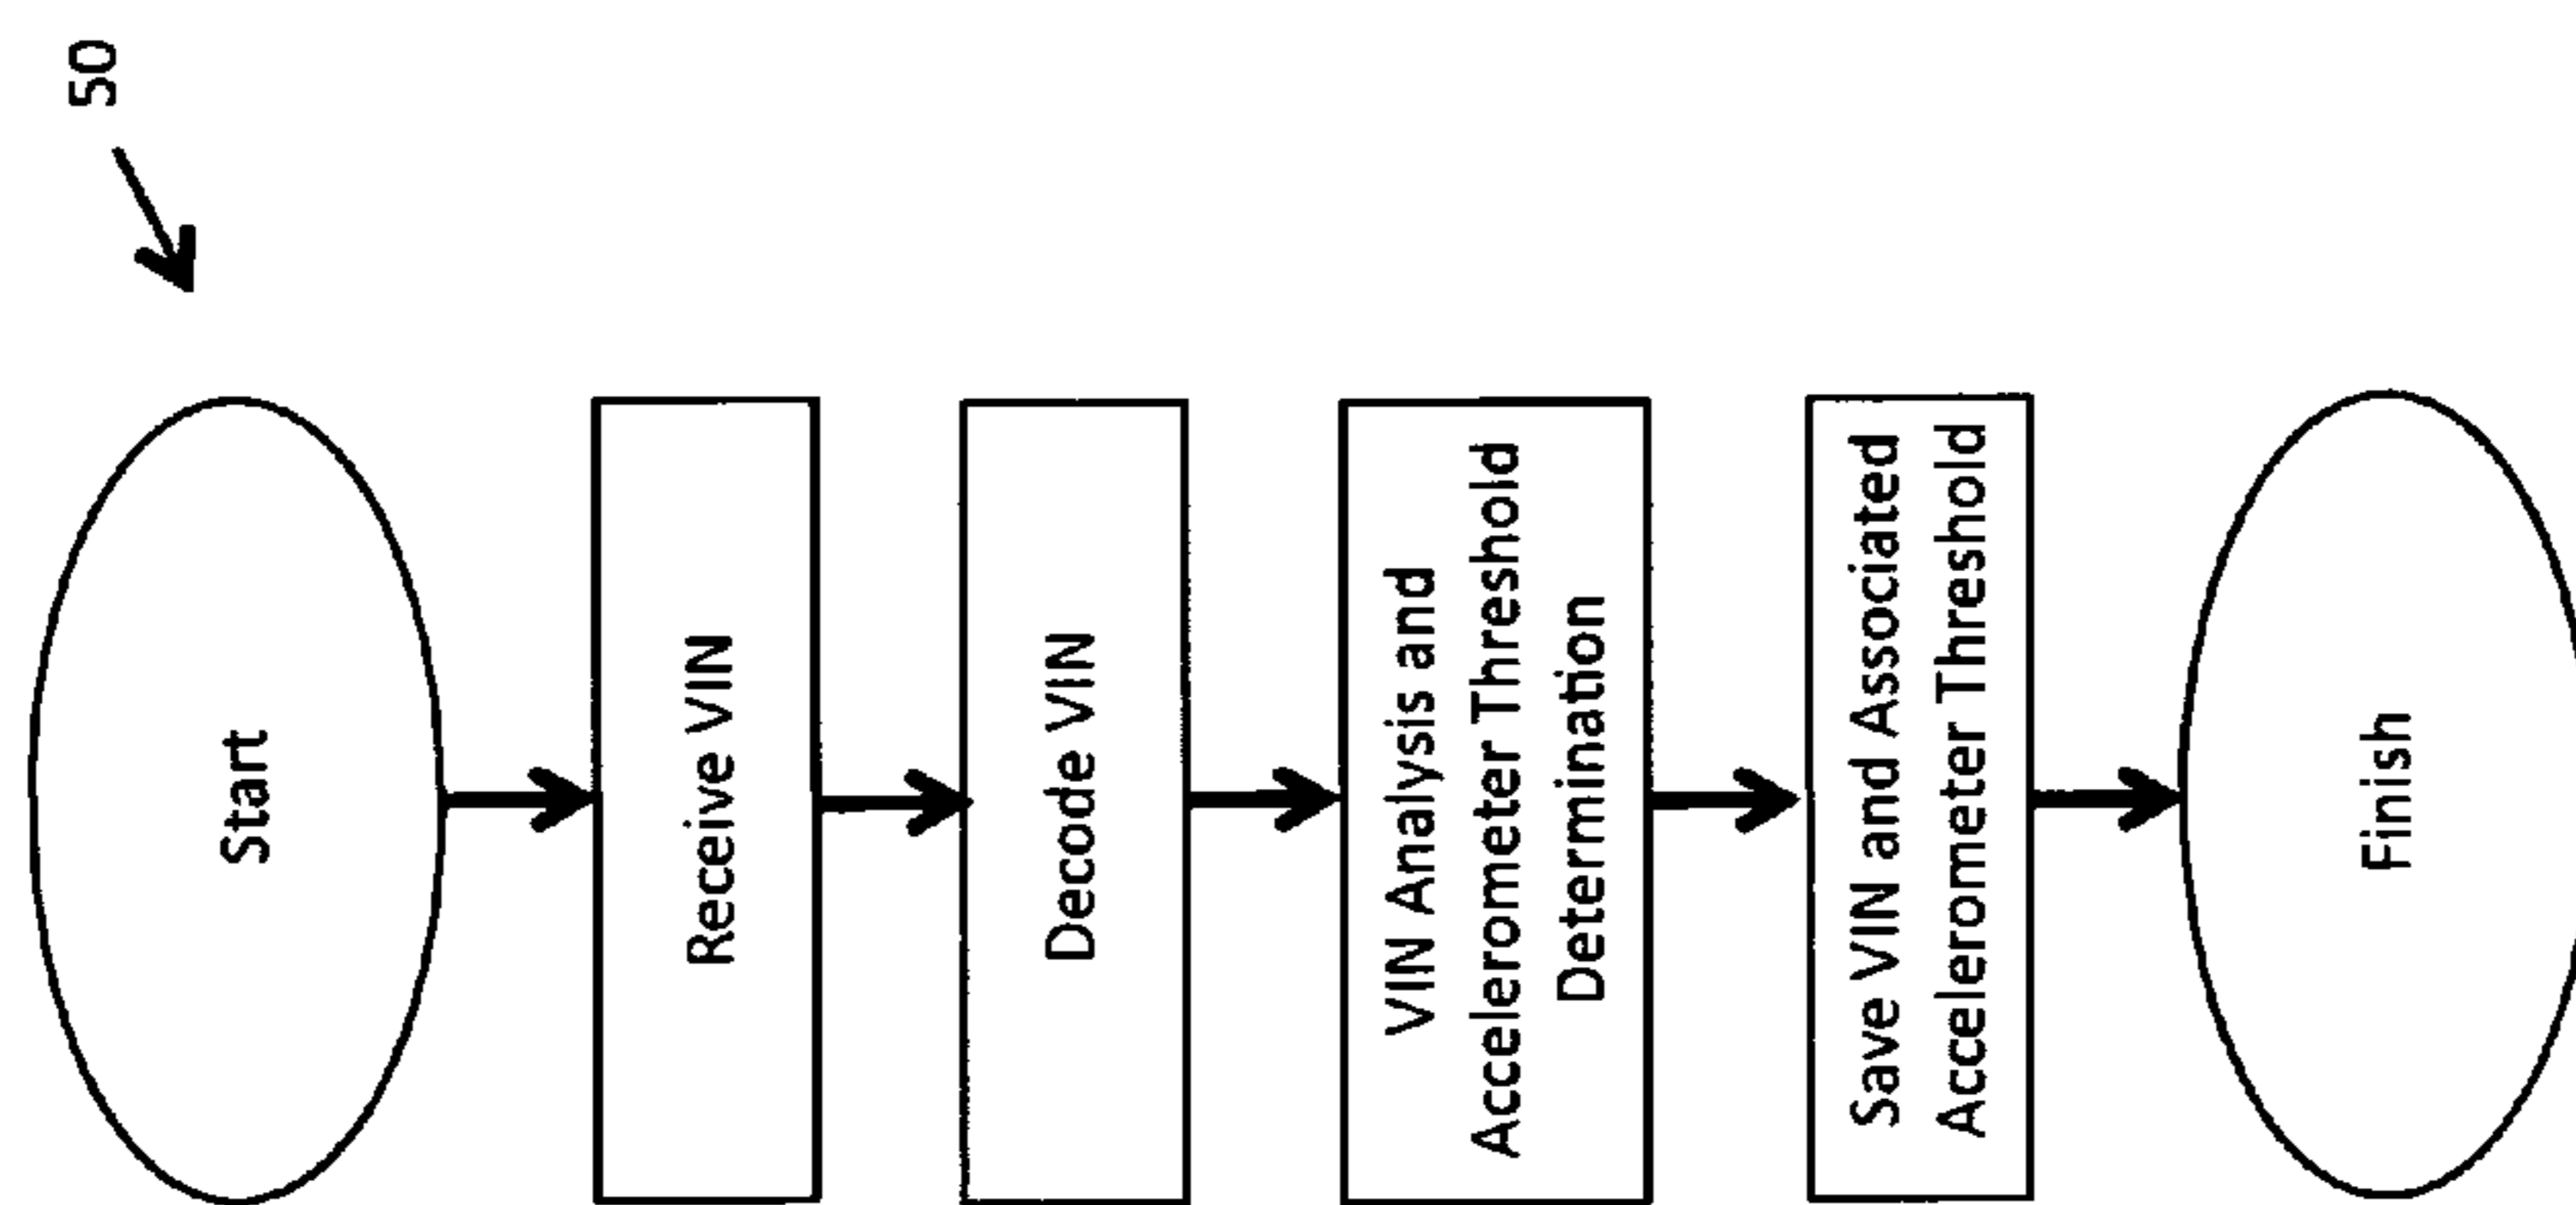 50
Start
Receive VIN
Decode VIN
VIN Analysis and
Accelerometer Threshold
Determination
Save VIN and Associated
Accelerometer Threshold
Finish